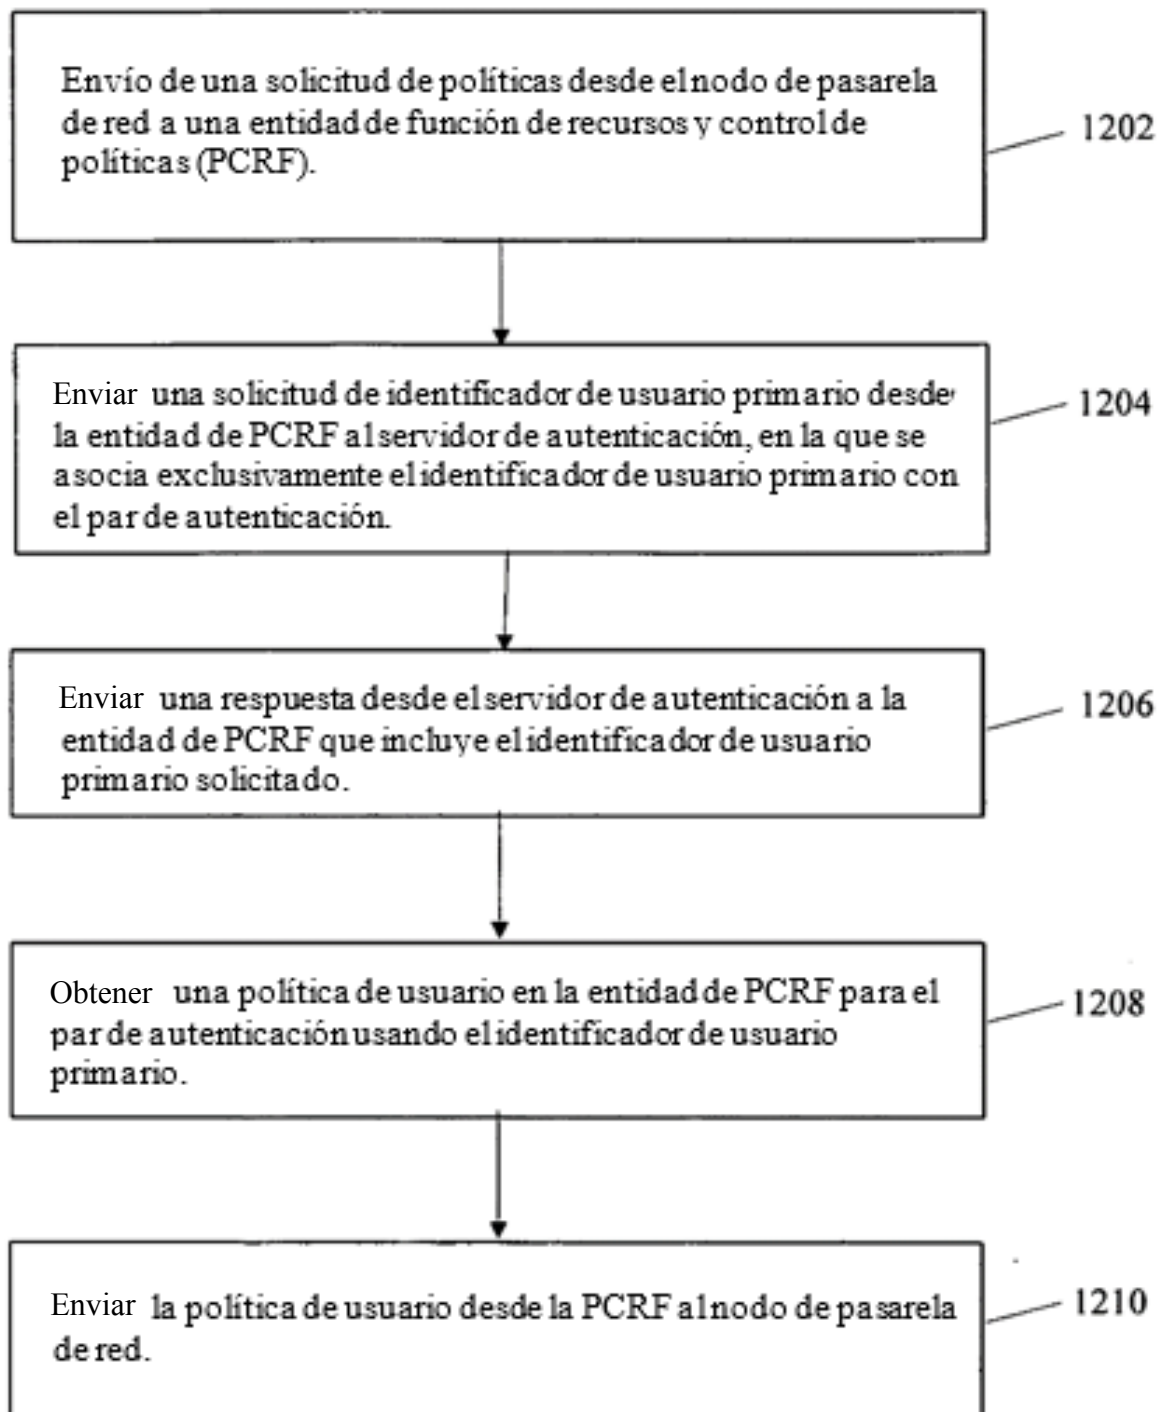 Envío de una solicitud de políticas desde el nodo de pasarela
de red a una entidad de función de recursos y control de
políticas (PCRF).
1202
Enviar una solicitud de identificador de usuario primario desde
la entidad de PCRF al servidor de autenticación, en la que se
asocia exclusivamente el identificador de usuario primario con
el par de autenticación.
1204
Enviar una respuesta desde el servidor de autenticación a la
entidad de PCRF que incluye el identificador de usuario
primario solicitado.
1206
Obtener una política de usuario en la entidad de PCRF para el
par de autenticación usando el identificador de usuario
primario.
1208
Enviar la política de usuario desde la PCRF al nodo de pasarela
de red.
1210